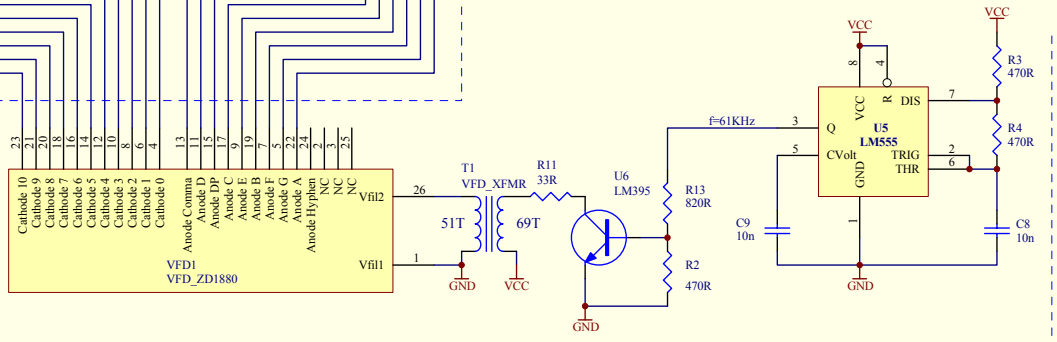 VCC
VCC
R3
470R
8
4
VCC
R
DIS
7
U5
LM555
R4
470R
f=61KHz
3
Q
5
CVolt
TRIG
2
THR
6
GND
1
C9
10n
C8
10n
GND
23
21
20
18
16
14
12
10
8
6
4
13
11
15
17
9
19
7
5
22
24
2
3
25
Cathode 10
Cathode 9
Cathode 8
Cathode 7
Cathode 6
Cathode 5
Cathode 4
Cathode 3
Cathode 2
Cathode 1
Cathode 0
Anode Comma
Anode D
Anode DP
Anode C
Anode E
Anode B
Anode F
Anode G
Anode A
Anode Hyphen
NC
NC
NC
Vfil2
26
Vfil1
1
VFD1
VFD_ZD1880
T1
VFD_XFMR
51T
69T
GND
VCC
R11
33R
U6
LM395
R13
820R
R2
470R
GND